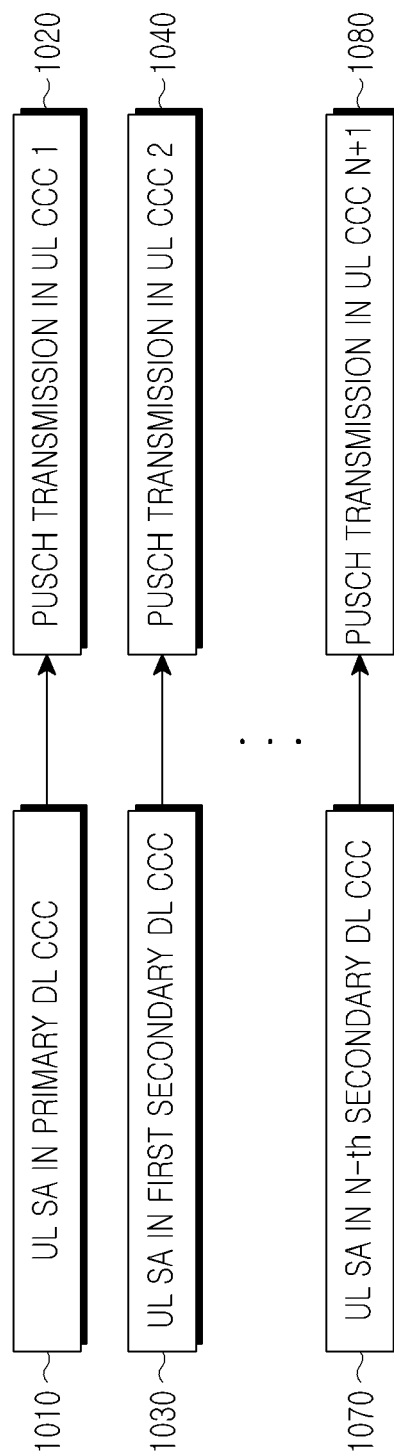 1010 UL SA IN PRIMARY DL CCC PUSCH TRANSMISSION IN UL CCC 1 1020
1030 UL SA IN FIRST SECONDARY DL CCC PUSCH TRANSMISSION IN UL CCC 2 1040
. . .
1070 UL SA IN N-th SECONDARY DL CCC PUSCH TRANSMISSION IN UL CCC N+1 1080